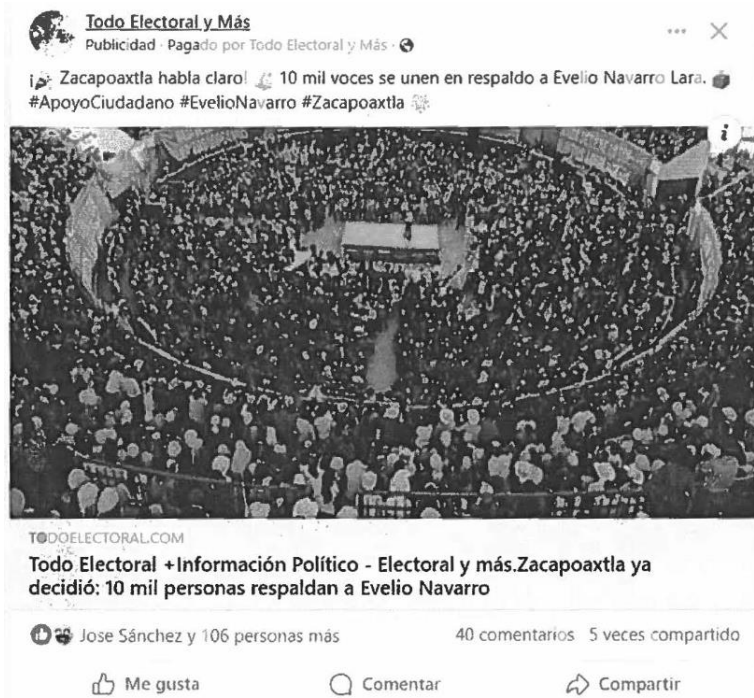 Todo Electoral y Más
Publicidad · Pagado por Todo Electoral y Más ·
¡🎉 Zacapoaxtla habla claro! 10 mil voces se unen en respaldo a Evelio Navarro Lara. 🗳️
#ApoyoCiudadano #EvelioNavarro #Zacapoaxtla
TODOELECTORAL.COM
Todo Electoral +Información Político - Electoral y más.Zacapoaxtla ya
decidió: 10 mil personas respaldan a Evelio Navarro
Jose Sánchez y 106 personas más 40 comentarios 5 veces compartido
Me gusta Comentar Compartir